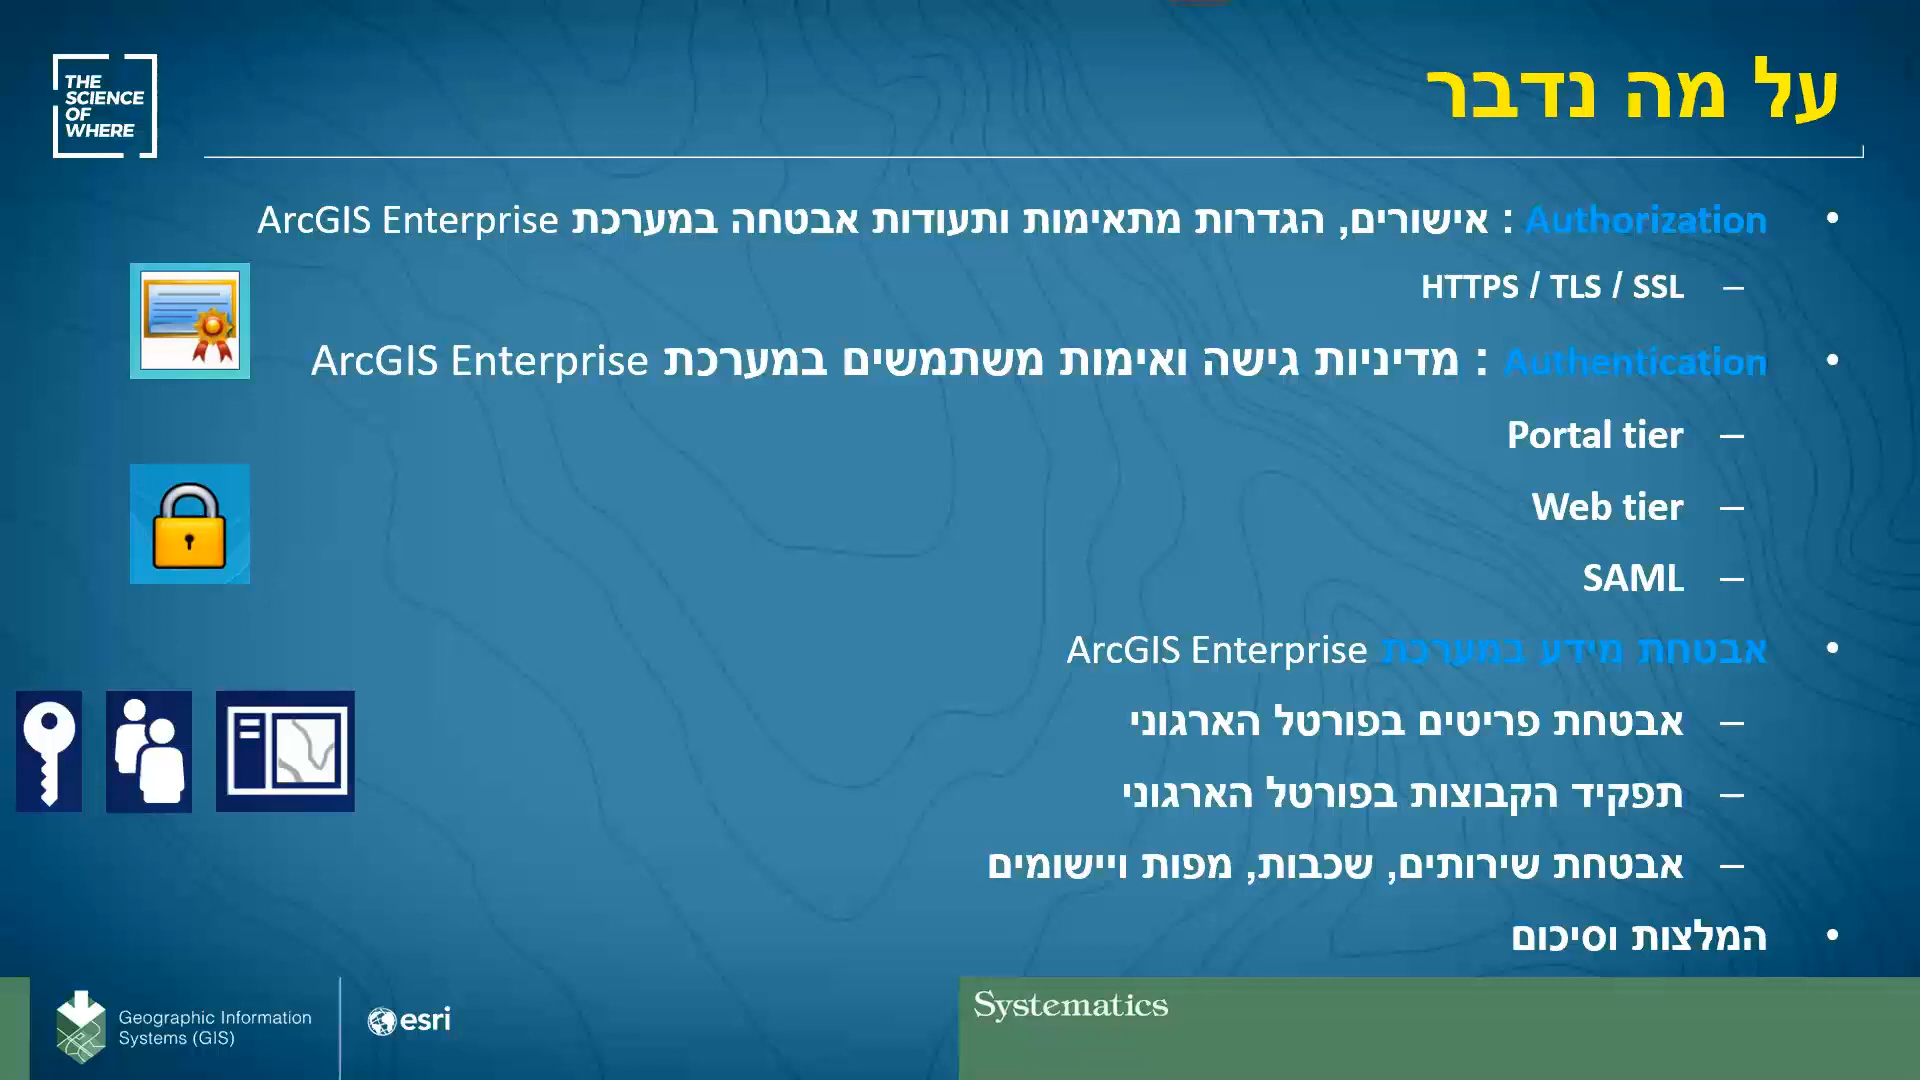 THE
SCIENCE
OF
WHERE
על מה נדבר
• Authorization : אישורים, הגדרות מתאימות ותעודות אבטחה במערכת ArcGIS Enterprise
– HTTPS / TLS / SSL
• Authentication : מדיניות גישה ואימות משתמשים במערכת ArcGIS Enterprise
– Portal tier
– Web tier
– SAML
• אבטחת מידע במערכת ArcGIS Enterprise
– אבטחת פריטים בפורטל הארגוני
– תפקיד הקבוצות בפורטל הארגוני
– אבטחת שירותים, שכבות, מפות ויישומים
• המלצות וסיכום
Geographic Information
Systems (GIS)
esri
Systematics